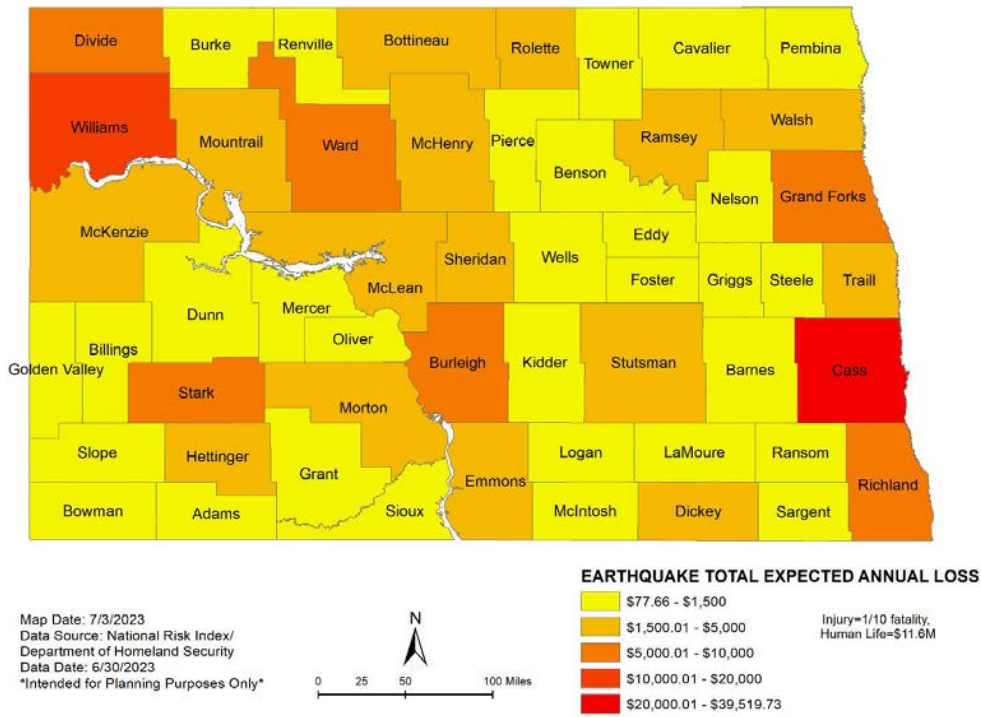 Divide
Burke
Renville
Bottineau
Rolette
Towner
Cavalier
Pembina
Williams
Mountrail
Ward
McHenry
Pierce
Benson
Ramsey
Walsh
Nelson
Grand Forks
McKenzie
Dunn
Mercer
McLean
Sheridan
Wells
Eddy
Foster
Griggs
Steele
Traill
Golden Valley
Billings
Stark
Oliver
Morton
Burleigh
Kidder
Stutsman
Barnes
Cass
Slope
Hettinger
Grant
Emmons
Logan
LaMoure
Ransom
Richland
Bowman
Adams
Sioux
McIntosh
Dickey
Sargent
EARTHQUAKE TOTAL EXPECTED ANNUAL LOSS
$77.66 - $1,500
$1,500.01 - $5,000
$5,000.01 - $10,000
$10,000.01 - $20,000
$20,000.01 - $39,519.73
Injury=1/10 fatality,
Human Life=$11.6M
Map Date: 7/3/2023
Data Source: National Risk Index/
Department of Homeland Security
Data Date: 6/30/2023
*Intended for Planning Purposes Only*
N
0 25 50 100 Miles